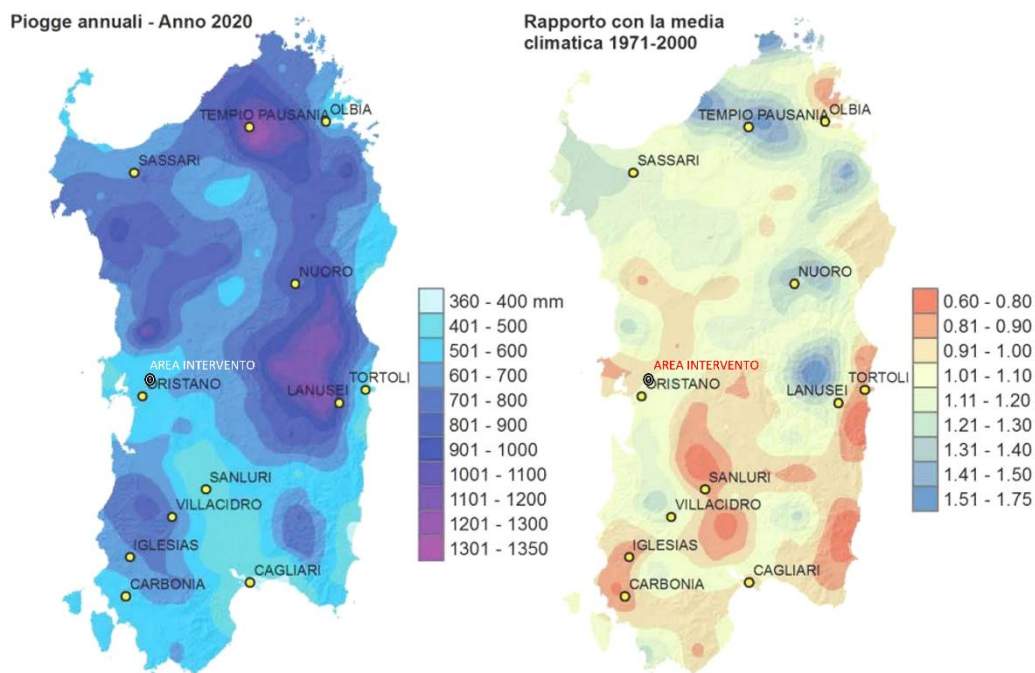 Piogge annuali - Anno 2020
TEMPIO PAUSANIA
OLBIA
SASSARI
NUORO
AREA INTERVENTO
ORISTANO
TORTOLI
LANUSEI
SANLURI
VILLACIDRO
IGLESIAS
CARBONIA
CAGLIARI
360 - 400 mm
401 - 500
501 - 600
601 - 700
701 - 800
801 - 900
901 - 1000
1001 - 1100
1101 - 1200
1201 - 1300
1301 - 1350
Rapporto con la media
climatica 1971-2000
TEMPIO PAUSANIA
OLBIA
SASSARI
NUORO
AREA INTERVENTO
ORISTANO
TORTOLI
LANUSEI
SANLURI
VILLACIDRO
IGLESIAS
CARBONIA
CAGLIARI
0.60 - 0.80
0.81 - 0.90
0.91 - 1.00
1.01 - 1.10
1.11 - 1.20
1.21 - 1.30
1.31 - 1.40
1.41 - 1.50
1.51 - 1.75